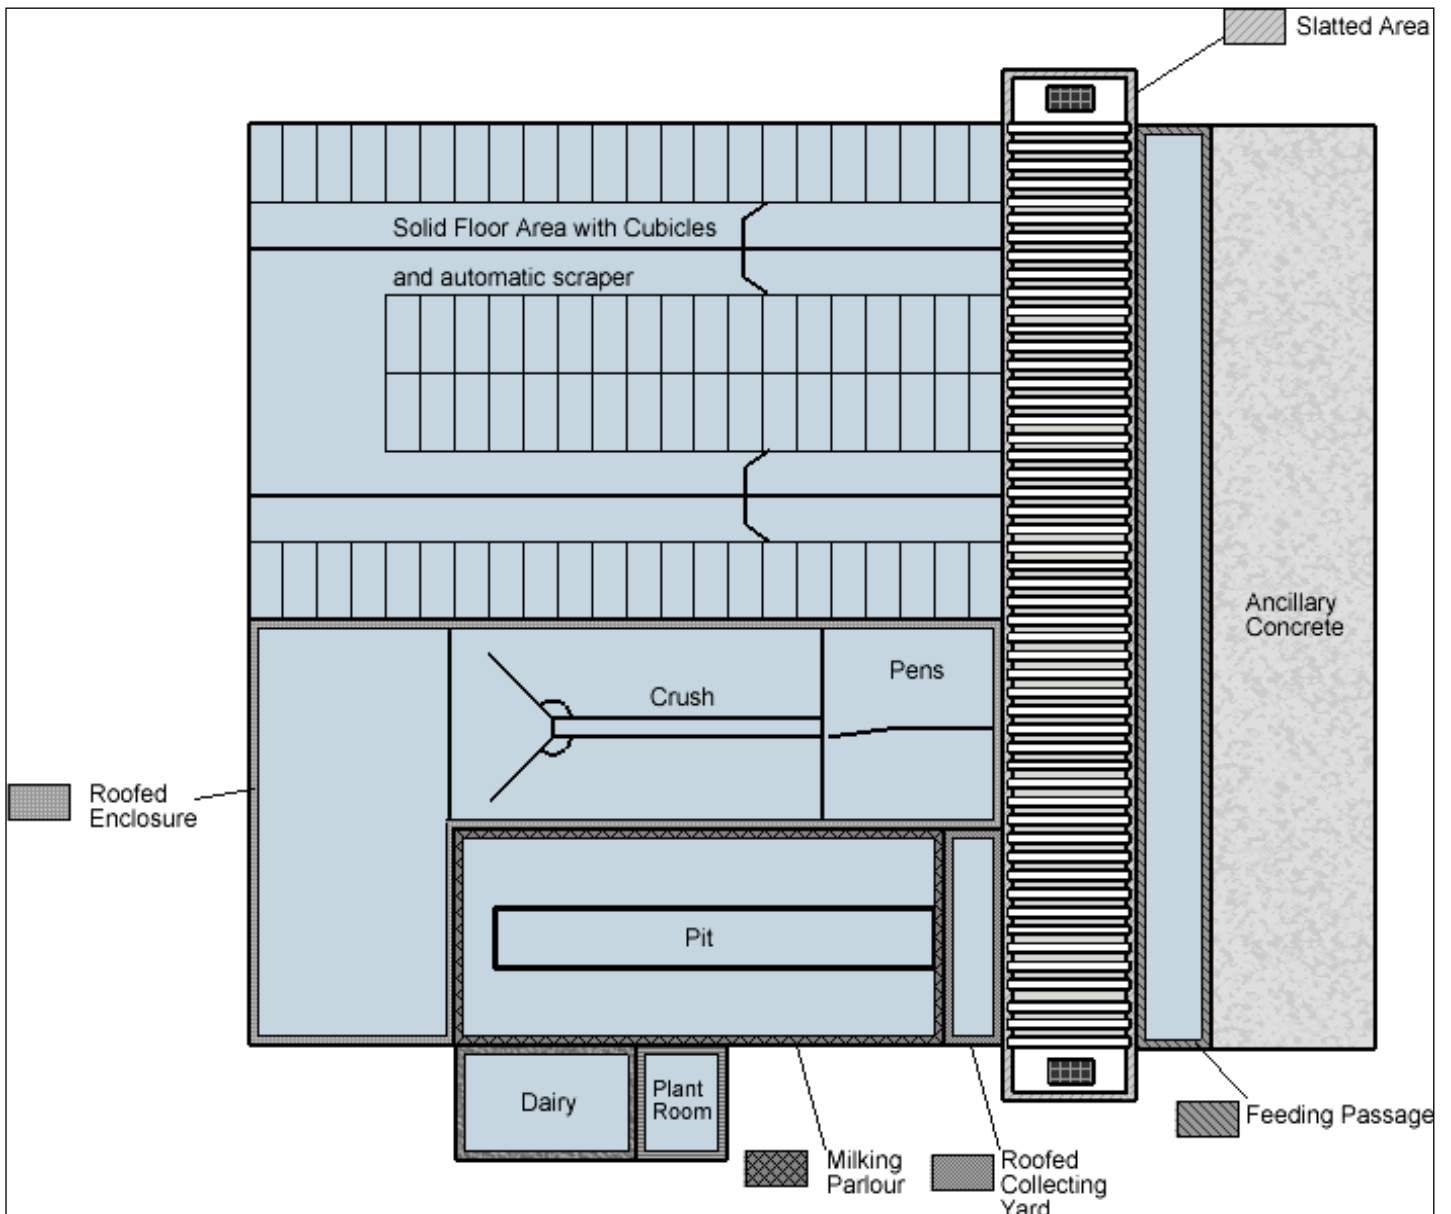 Slatted Area
Solid Floor Area with Cubicles
and automatic scraper
Ancillary
Concrete
Pens
Crush
Roofed
Enclosure
Pit
Dairy
Plant
Room
Feeding Passage
Milking
Parlour
Roofed
Collecting
Yard